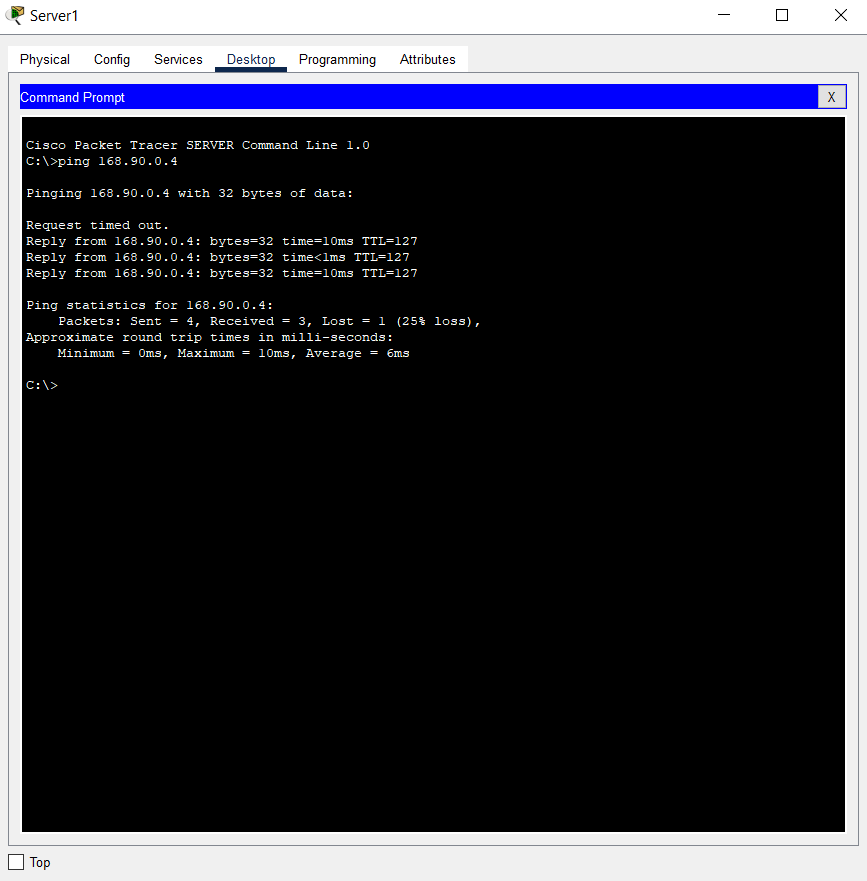 Server1
Physical Config Services Desktop Programming Attributes
Command Prompt X
Cisco Packet Tracer SERVER Command Line 1.0
C:\>ping 168.90.0.4
Pinging 168.90.0.4 with 32 bytes of data:
Request timed out.
Reply from 168.90.0.4: bytes=32 time=10ms TTL=127
Reply from 168.90.0.4: bytes=32 time<1ms TTL=127
Reply from 168.90.0.4: bytes=32 time=10ms TTL=127
Ping statistics for 168.90.0.4:
    Packets: Sent = 4, Received = 3, Lost = 1 (25% loss),
Approximate round trip times in milli-seconds:
    Minimum = 0ms, Maximum = 10ms, Average = 6ms
C:\>
Top